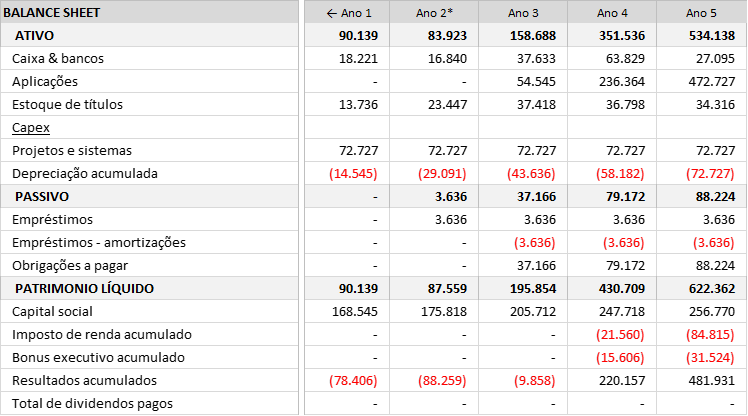 BALANCE SHEET ← Ano 1 Ano 2* Ano 3 Ano 4 Ano 5
ATIVO 90.139 83.923 158.688 351.536 534.138
Caixa & bancos 18.221 16.840 37.633 63.829 27.095
Aplicações - - 54.545 236.364 472.727
Estoque de títulos 13.736 23.447 37.418 36.798 34.316
Capex
Projetos e sistemas 72.727 72.727 72.727 72.727 72.727
Depreciação acumulada (14.545) (29.091) (43.636) (58.182) (72.727)
PASSIVO - 3.636 37.166 79.172 88.224
Empréstimos - 3.636 3.636 3.636 3.636
Empréstimos - amortizações - - (3.636) (3.636) (3.636)
Obrigações a pagar - - 37.166 79.172 88.224
PATRIMONIO LÍQUIDO 90.139 87.559 195.854 430.709 622.362
Capital social 168.545 175.818 205.712 247.718 256.770
Imposto de renda acumulado - - - (21.560) (84.815)
Bonus executivo acumulado - - - (15.606) (31.524)
Resultados acumulados (78.406) (88.259) (9.858) 220.157 481.931
Total de dividendos pagos - - - - -